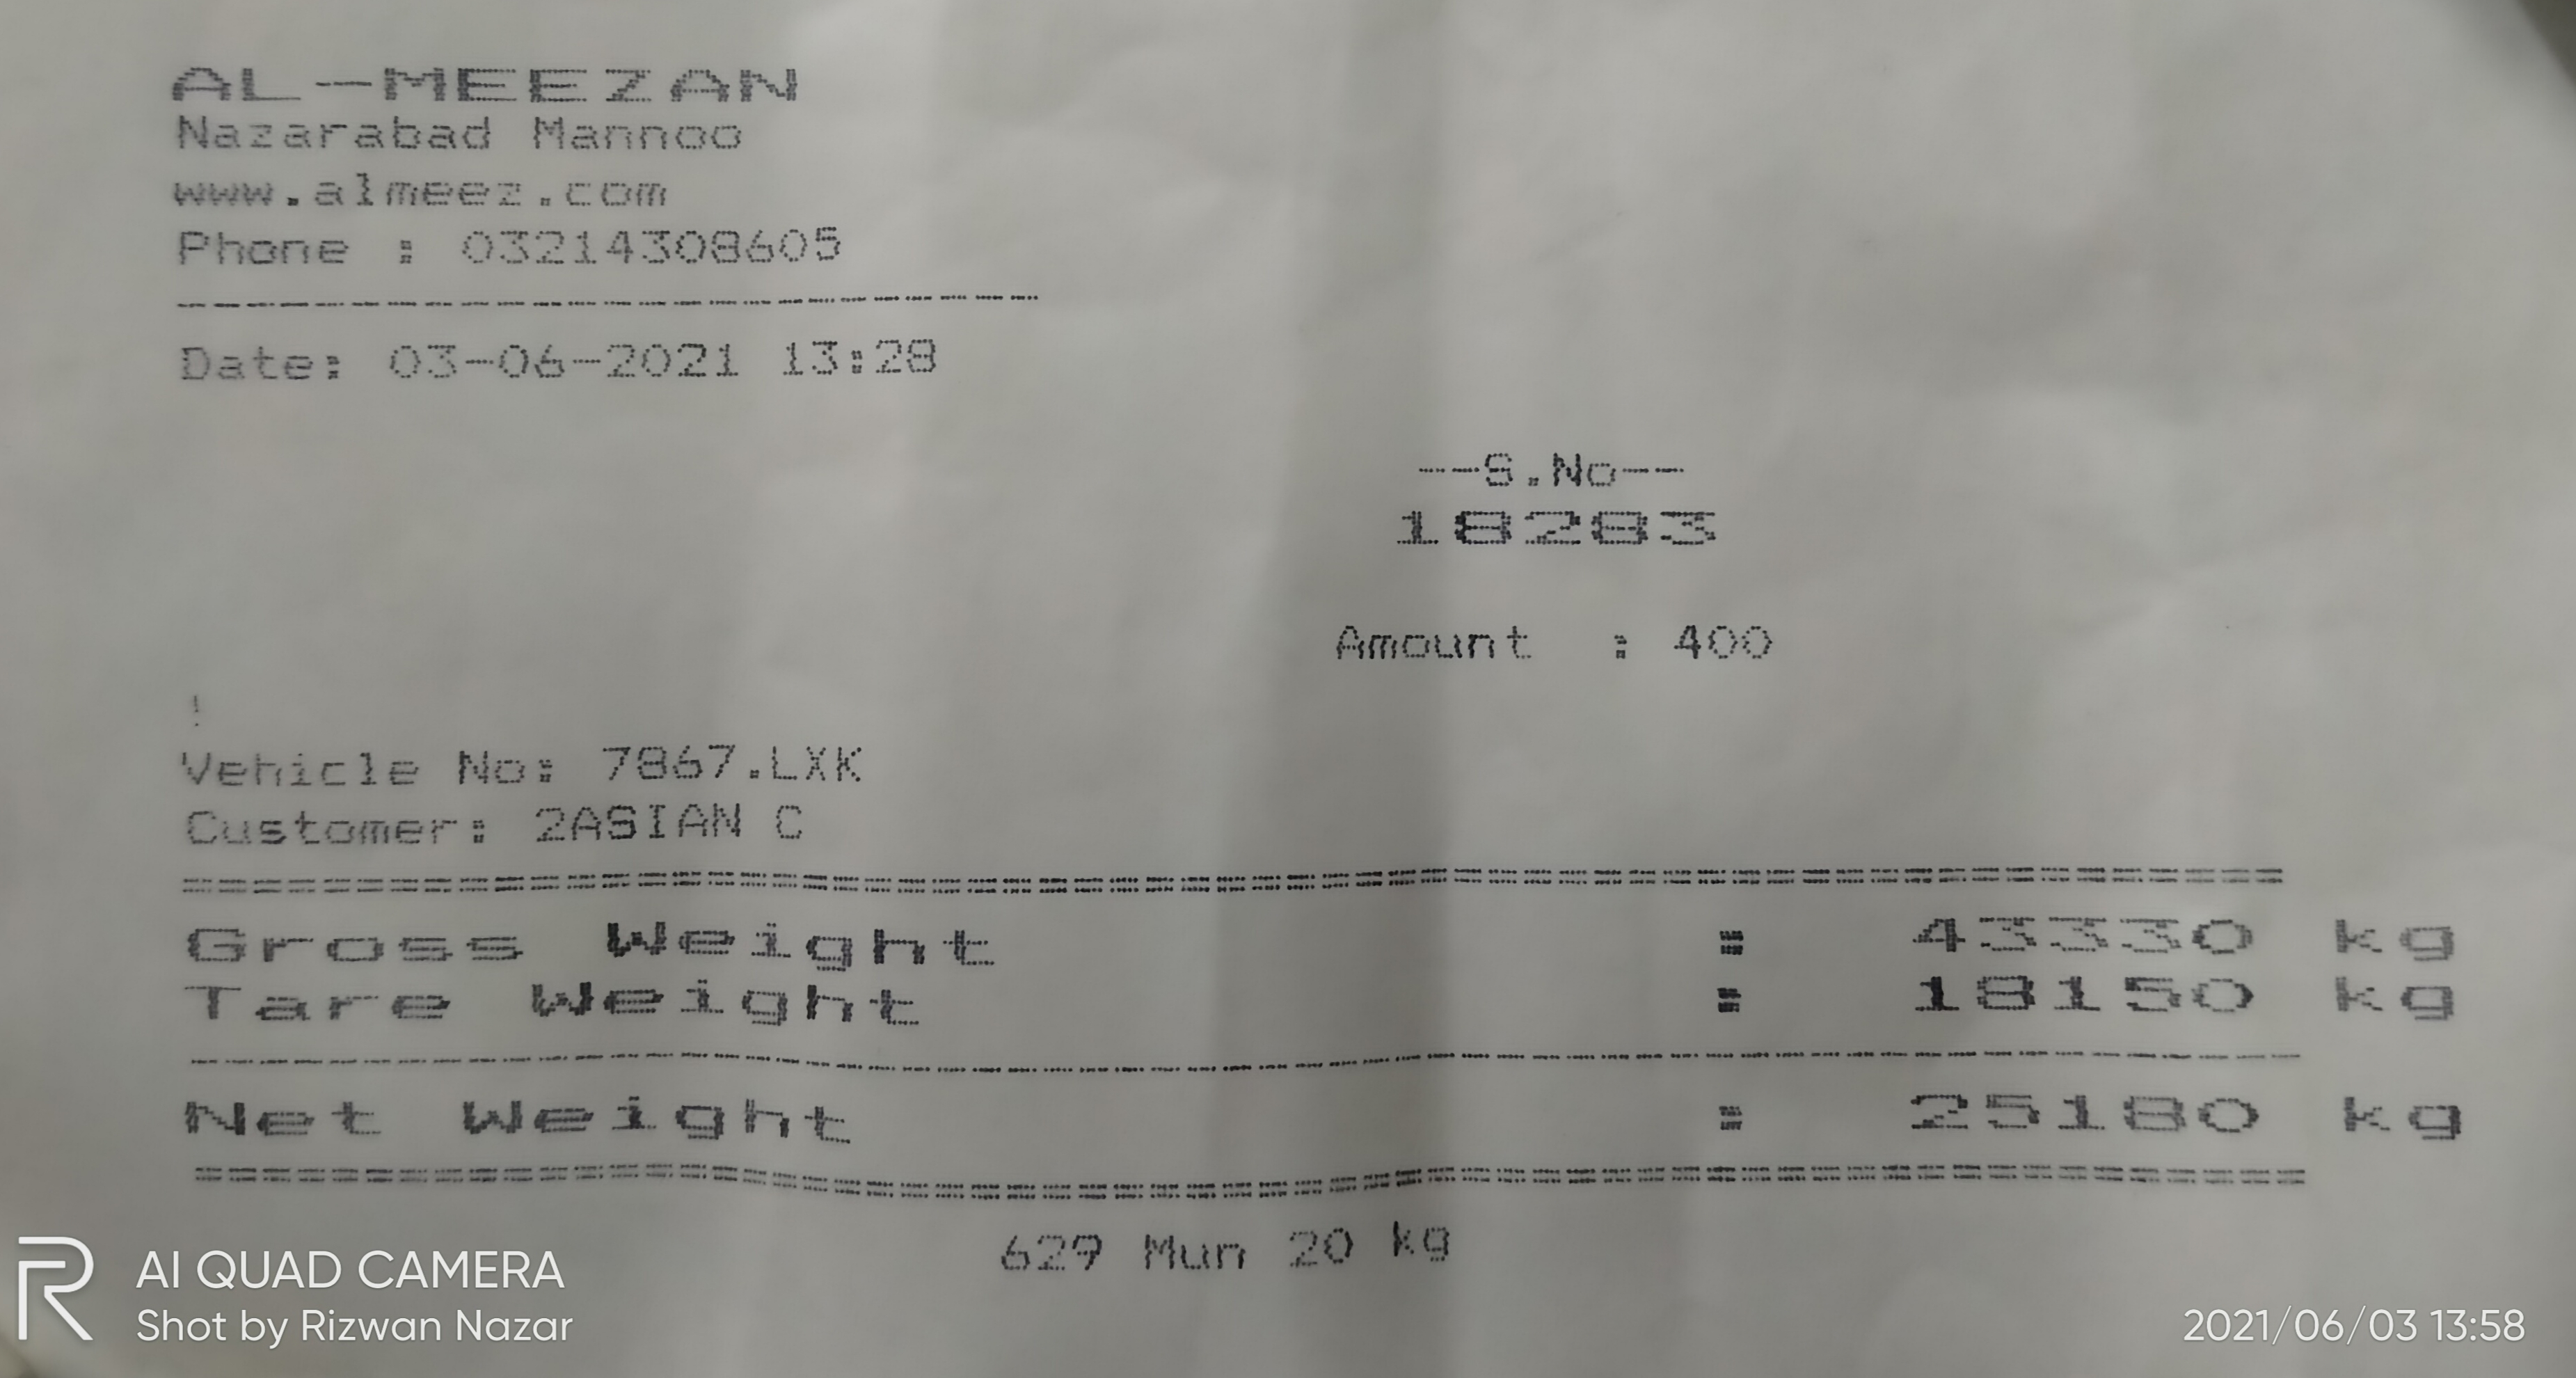 AL-MEEZAN
Nazarabad Mannoo
www.almeez.com
Phone : 03214308605
--------------------------
Date: 03-06-2021 13:28
--S.No--
18283
Amount : 400
!
Vehicle No: 7867.LXK
Customer: 2ASIAN C
============================================================
Gross Weight : 43330 kg
Tare Weight : 18150 kg
------------------------------------------------------------
Net Weight : 25180 kg
============================================================
629 Mun 20 kg
AI QUAD CAMERA
Shot by Rizwan Nazar
2021/06/03 13:58